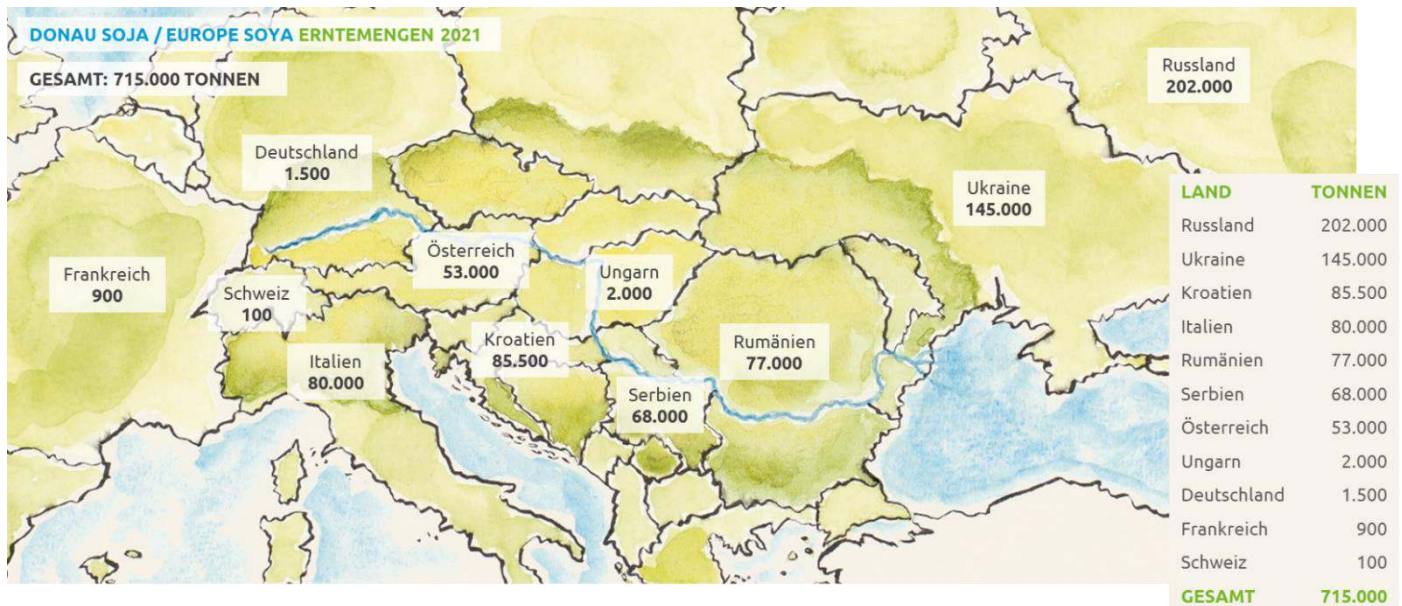 DONAU SOJA / EUROPE SOYA ERNTEMENGEN 2021
GESAMT: 715.000 TONNEN
Russland
202.000
Deutschland
1.500
Ukraine
145.000
Österreich
53.000
Frankreich
900
Ungarn
2.000
Schweiz
100
Kroatien
85.500
Rumänien
77.000
Italien
80.000
Serbien
68.000
LAND TONNEN
Russland 202.000
Ukraine 145.000
Kroatien 85.500
Italien 80.000
Rumänien 77.000
Serbien 68.000
Österreich 53.000
Ungarn 2.000
Deutschland 1.500
Frankreich 900
Schweiz 100
GESAMT 715.000